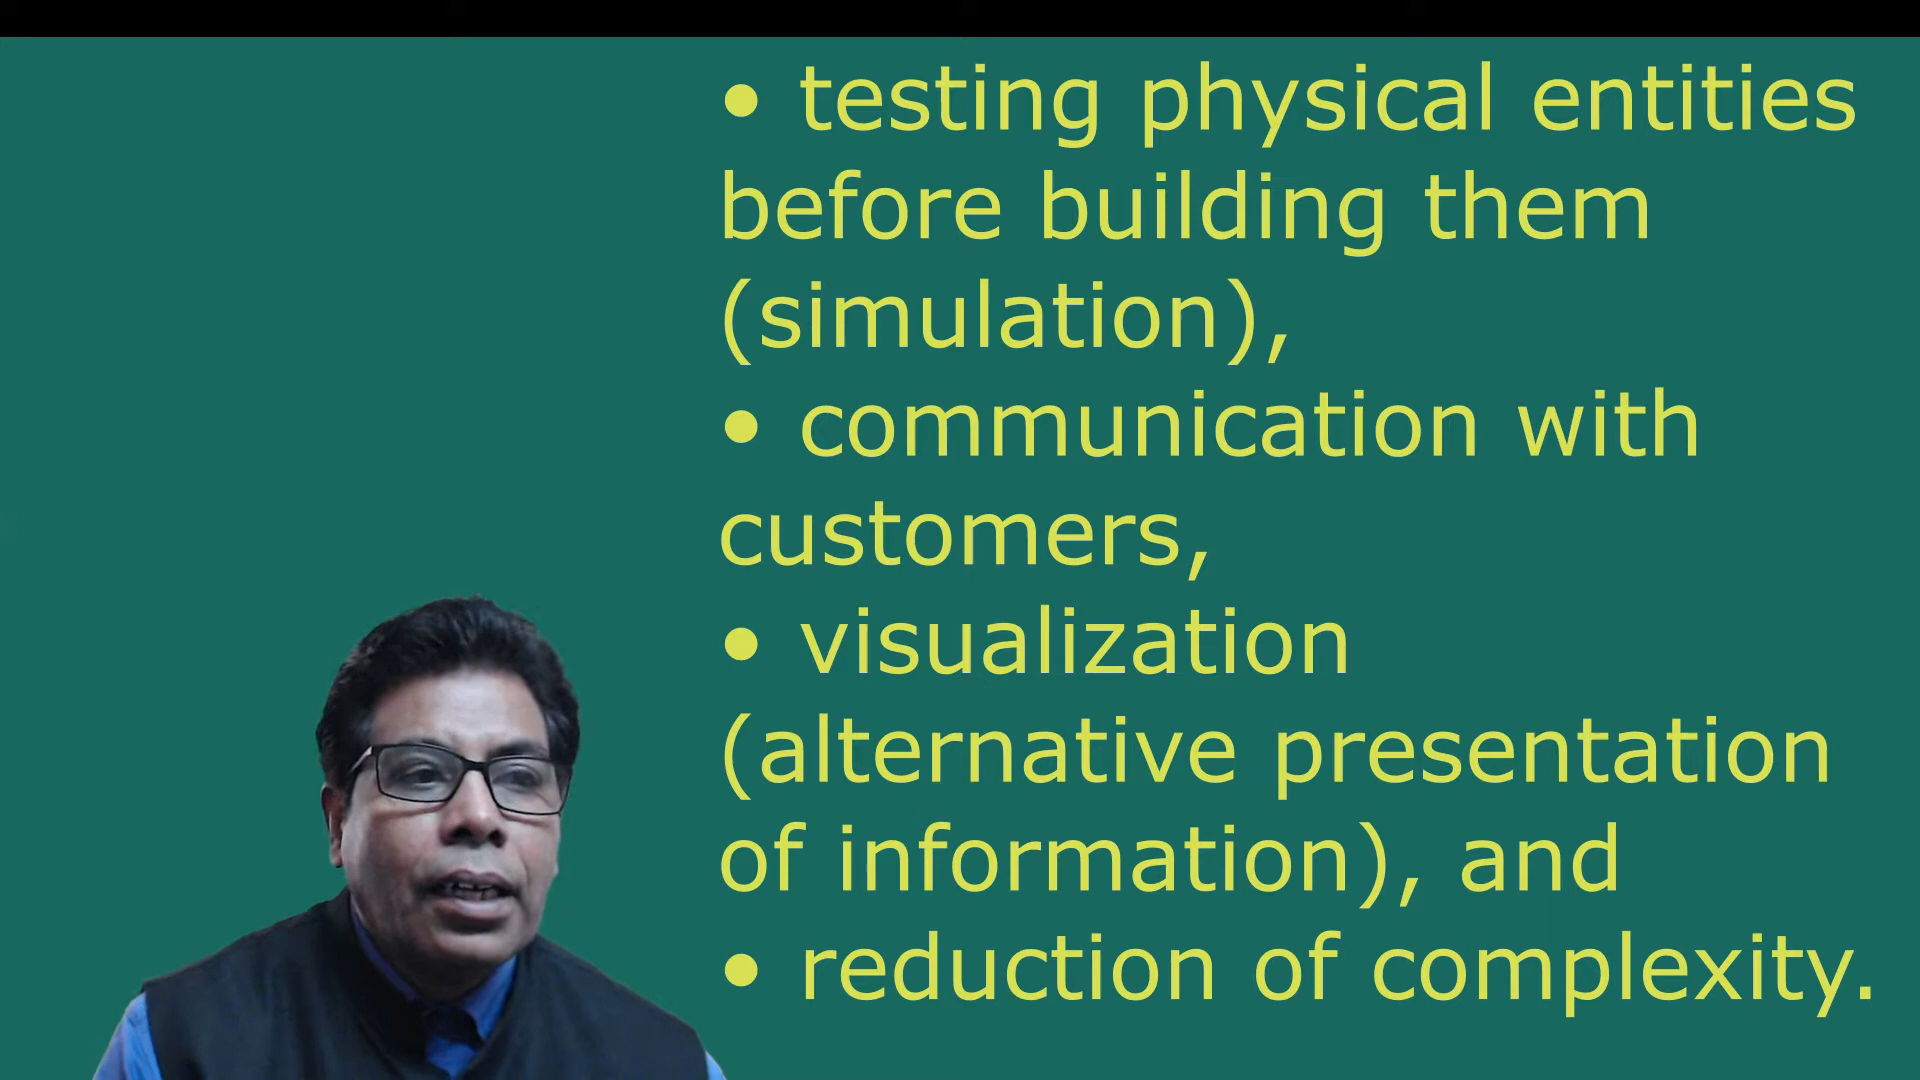 • testing physical entities
before building them
(simulation),
• communication with
customers,
• visualization
(alternative presentation
of information), and
• reduction of complexity.